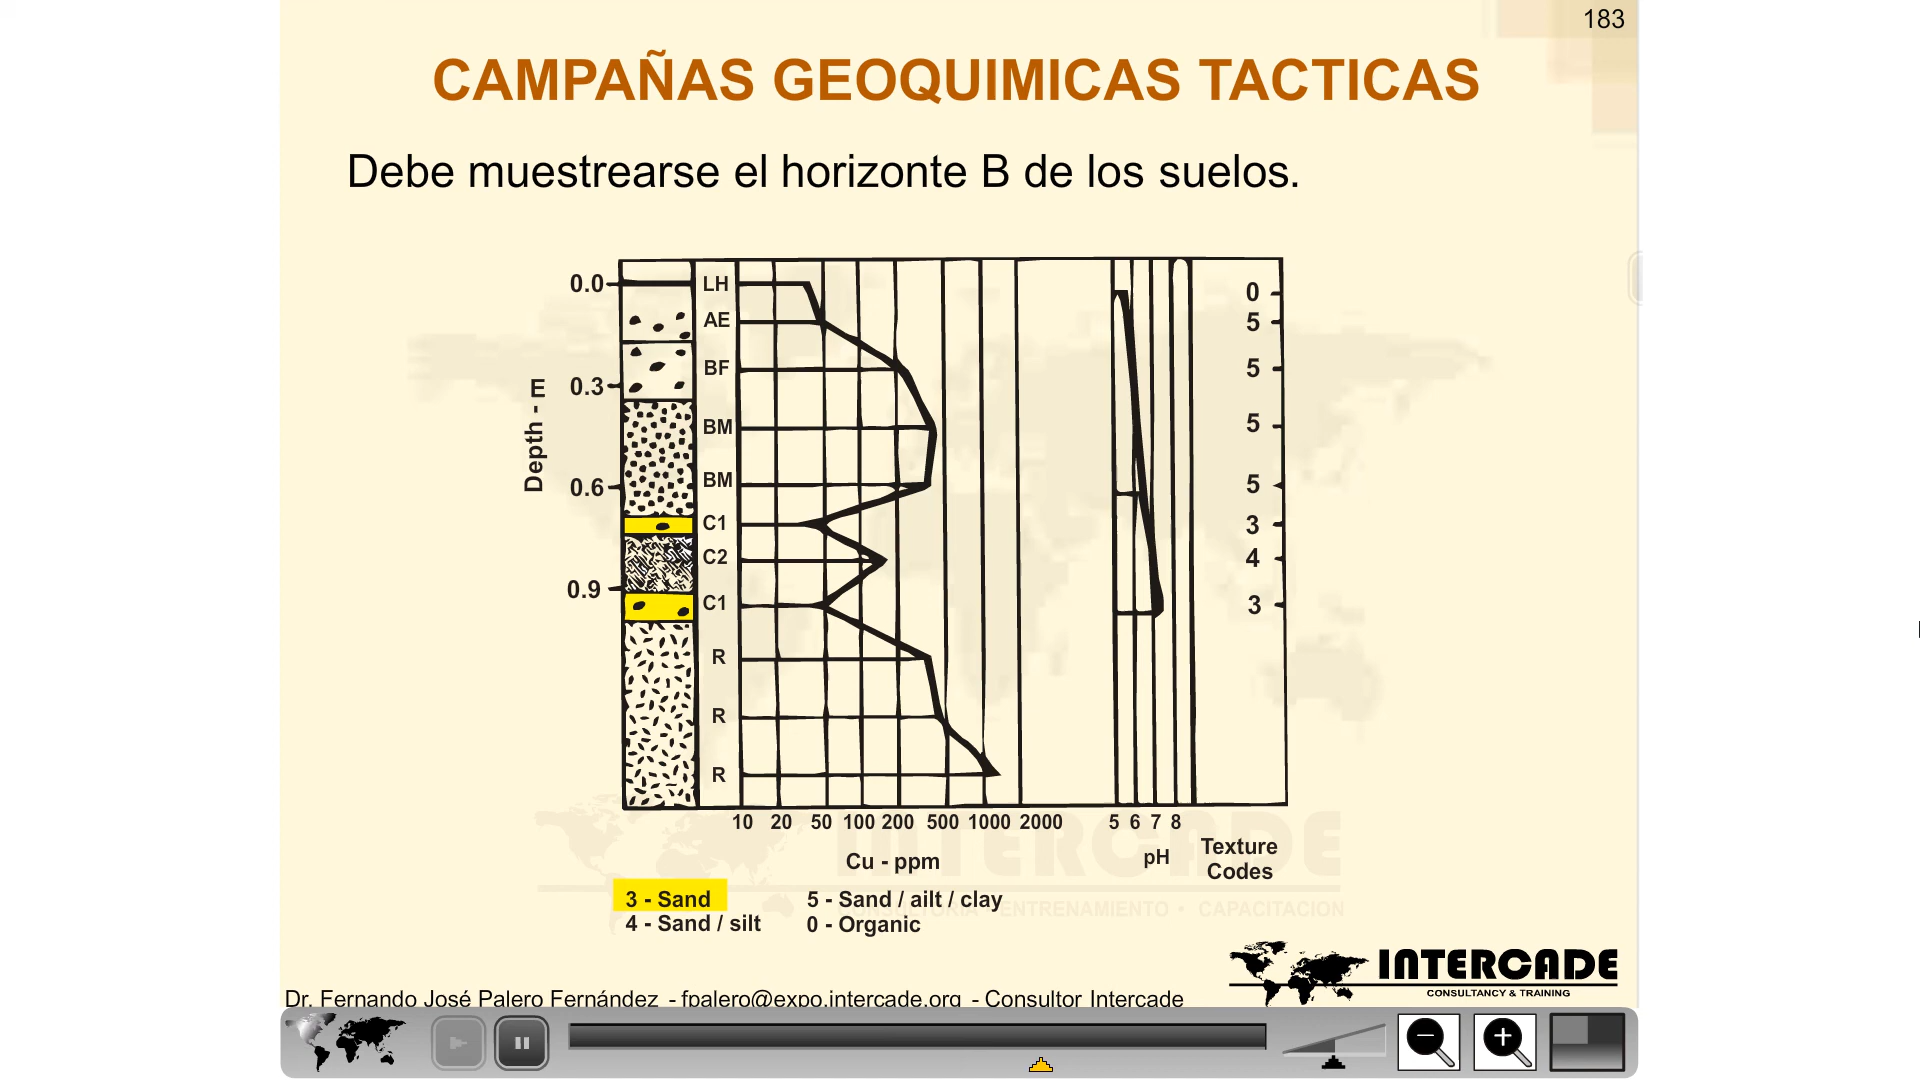 183
CAMPAÑAS GEOQUIMICAS TACTICAS
Debe muestrearse el horizonte B de los suelos.
Depth - m
0.0
0.3
0.6
0.9
LH
AE
BF
BM
BM
C1
C2
C1
R
R
R
0
5
5
5
5
3
4
3
10 20 50 100 200 500 1000 2000 5 6 7 8
Cu - ppm
pH
Texture
Codes
3 - Sand
4 - Sand / silt
5 - Sand / ailt / clay
0 - Organic
INTERCADE
CONSULTORIA ENTRENAMIENTO • CAPACITACION
INTERCADE
CONSULTANCY & TRAINING
Dr. Fernando José Palero Fernández - fpalero@expo.intercade.org - Consultor Intercade